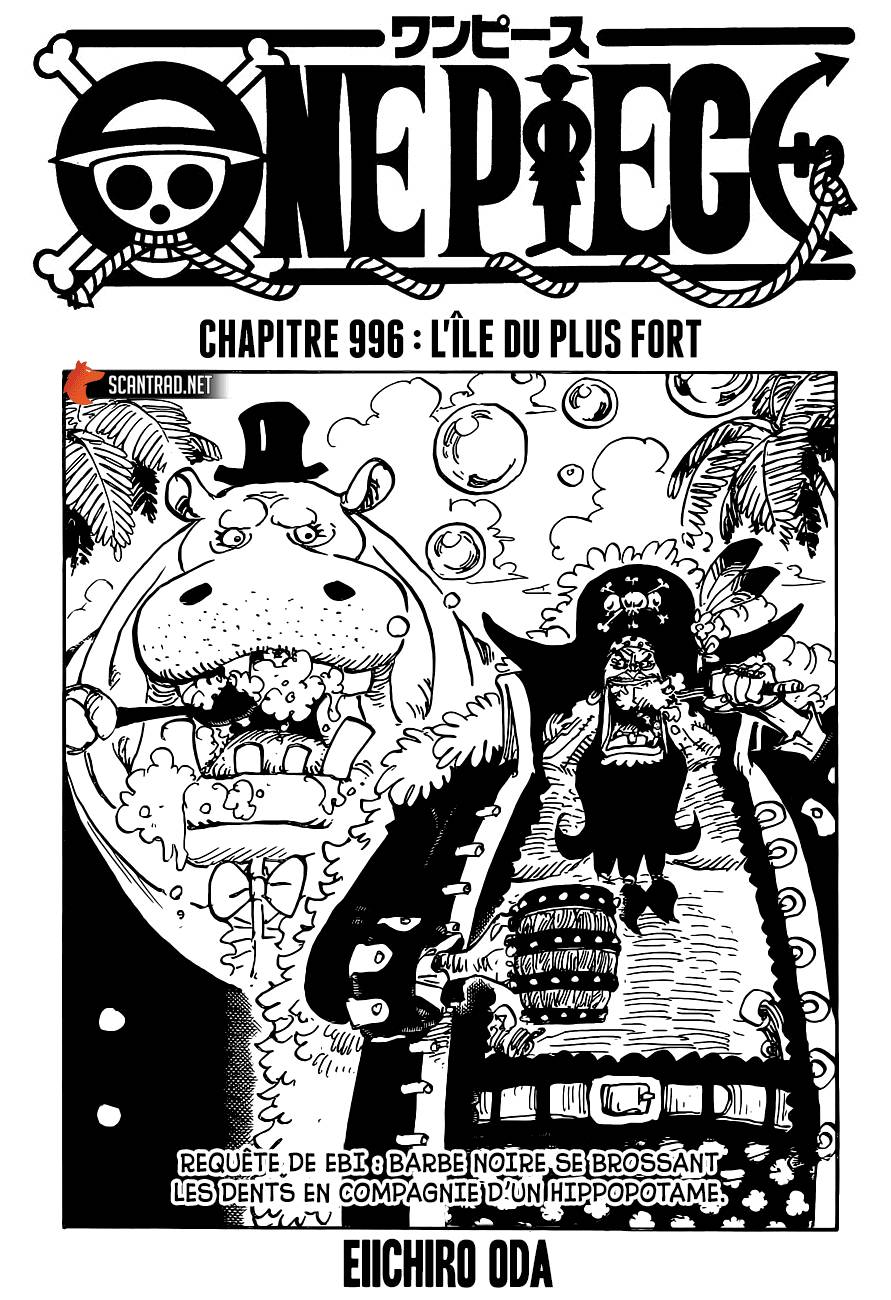 ワンピース
ONE PIECE
CHAPITRE 996 : L'ÎLE DU PLUS FORT
SCANTRAD.NET
REQUÊTE DE EBI : BARBE NOIRE SE BROSSANT
LES DENTS EN COMPAGNIE D'UN HIPPOPOTAME.
EIICHIRO ODA